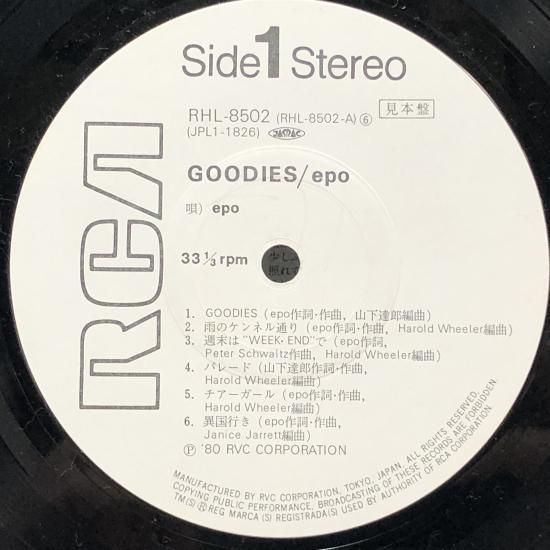 Side 1 Stereo
RHL-8502 (RHL-8502-A)⑥ 見本盤
(JPL1-1826) JASRAC
RCA
GOODIES/epo
唄) epo
33 1/3 rpm
少し
照れて
1. GOODIES (epo作詞・作曲, 山下達郎編曲)
2. 雨のケンネル通り (epo作詞・作曲, Harold Wheeler編曲)
3. 週末は"WEEK-END"で (epo作詞,
Peter Schwaltz作曲, Harold Wheeler編曲)
4. パレード (山下達郎作詞・作曲,
Harold Wheeler編曲)
5. チアーガール (epo作詞・作曲,
Harold Wheeler編曲)
6. 異国行き (epo作詞・作曲,
Janice Jarrett編曲)
Ⓟ '80 RVC CORPORATION
MANUFACTURED BY RVC CORPORATION, TOKYO, JAPAN, ALL RIGHTS RESERVED,
COPYING PUBLIC PERFORMANCE, BROADCASTING OF THESE RECORDS ARE FORBIDDEN.
TM(S) ® REG MARCA (S) REGISTRADA(S) USED BY AUTHORITY OF RCA CORPORATION.